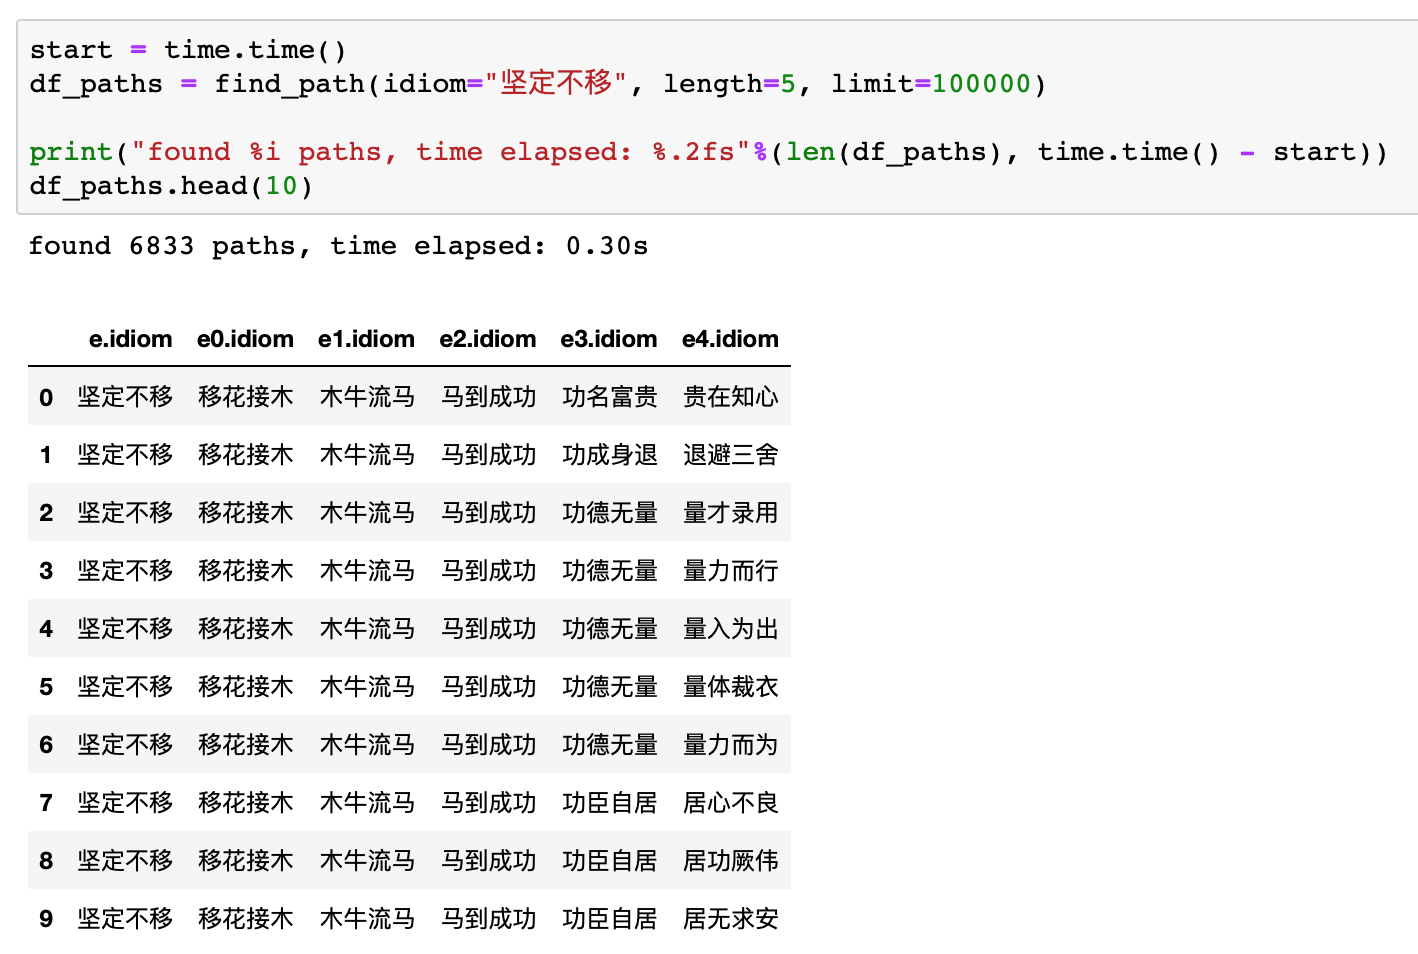 start = time.time()
df_paths = find_path(idiom="坚定不移", length=5, limit=100000)
print("found %i paths, time elapsed: %.2fs"%(len(df_paths), time.time() - start))
df_paths.head(10)
found 6833 paths, time elapsed: 0.30s
e.idiom e0.idiom e1.idiom e2.idiom e3.idiom e4.idiom
0 坚定不移 移花接木 木牛流马 马到成功 功名富贵 贵在知心
1 坚定不移 移花接木 木牛流马 马到成功 功成身退 退避三舍
2 坚定不移 移花接木 木牛流马 马到成功 功德无量 量才录用
3 坚定不移 移花接木 木牛流马 马到成功 功德无量 量力而行
4 坚定不移 移花接木 木牛流马 马到成功 功德无量 量入为出
5 坚定不移 移花接木 木牛流马 马到成功 功德无量 量体裁衣
6 坚定不移 移花接木 木牛流马 马到成功 功德无量 量力而为
7 坚定不移 移花接木 木牛流马 马到成功 功臣自居 居心不良
8 坚定不移 移花接木 木牛流马 马到成功 功臣自居 居功厥伟
9 坚定不移 移花接木 木牛流马 马到成功 功臣自居 居无求安